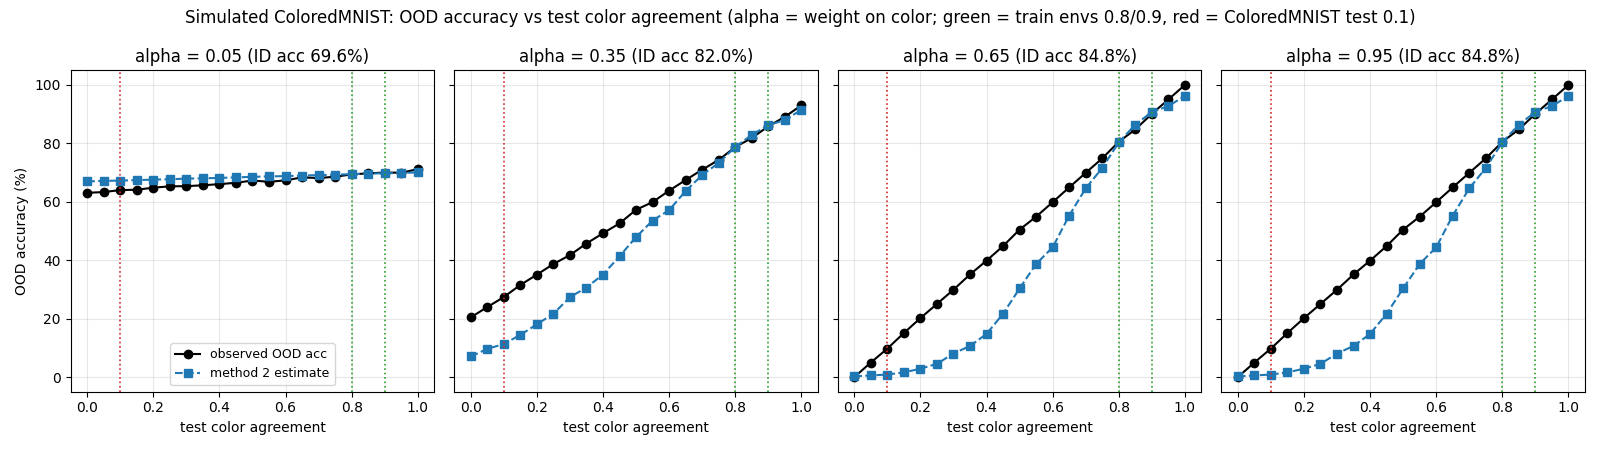 Simulated ColoredMNIST: OOD accuracy vs test color agreement (alpha = weight on color; green = train envs 0.8/0.9, red = ColoredMNIST test 0.1)
alpha = 0.05 (ID acc 69.6%)
alpha = 0.35 (ID acc 82.0%)
alpha = 0.65 (ID acc 84.8%)
alpha = 0.95 (ID acc 84.8%)
OOD accuracy (%)
100
80
60
40
20
0
observed OOD acc
method 2 estimate
0.0 0.2 0.4 0.6 0.8 1.0
0.0 0.2 0.4 0.6 0.8 1.0
0.0 0.2 0.4 0.6 0.8 1.0
0.0 0.2 0.4 0.6 0.8 1.0
test color agreement
test color agreement
test color agreement
test color agreement